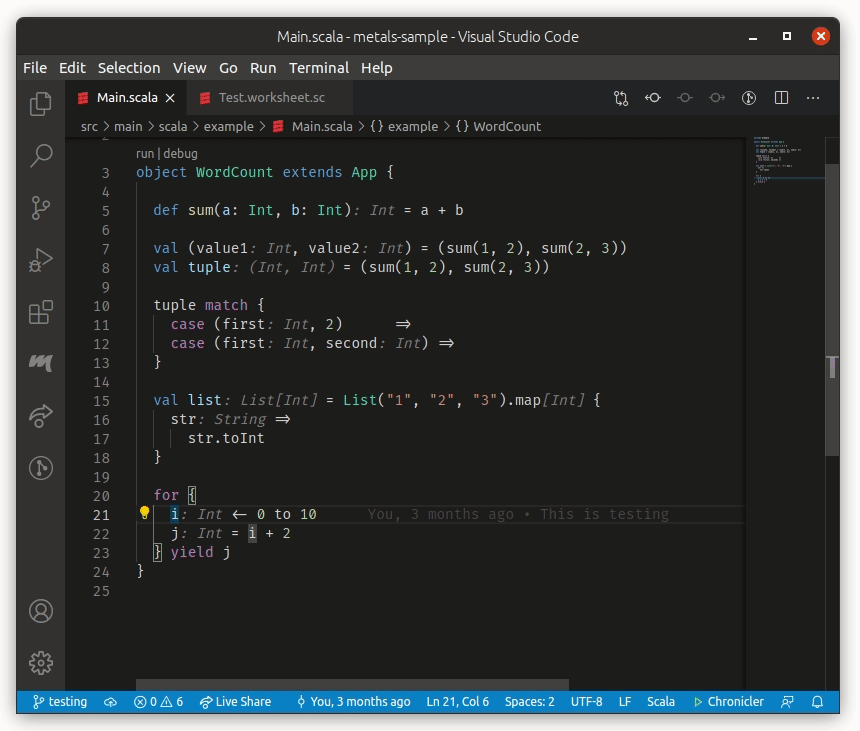 Main.scala - metals-sample - Visual Studio Code
File Edit Selection View Go Run Terminal Help
Main.scala Test.worksheet.sc
src > main > scala > example > Main.scala > {} example > {} WordCount
run | debug
3 object WordCount extends App {
4
5 def sum(a: Int, b: Int): Int = a + b
6
7 val (value1: Int, value2: Int) = (sum(1, 2), sum(2, 3))
8 val tuple: (Int, Int) = (sum(1, 2), sum(2, 3))
9
10 tuple match {
11 case (first: Int, 2) ⇒
12 case (first: Int, second: Int) ⇒
13 }
14
15 val list: List[Int] = List("1", "2", "3").map[Int] {
16 str: String ⇒
17 str.toInt
18 }
19
20 for {
21 i: Int ← 0 to 10 You, 3 months ago • This is testing
22 j: Int = i + 2
23 } yield j
24 }
25
testing 0 6 Live Share You, 3 months ago Ln 21, Col 6 Spaces: 2 UTF-8 LF Scala Chronicler